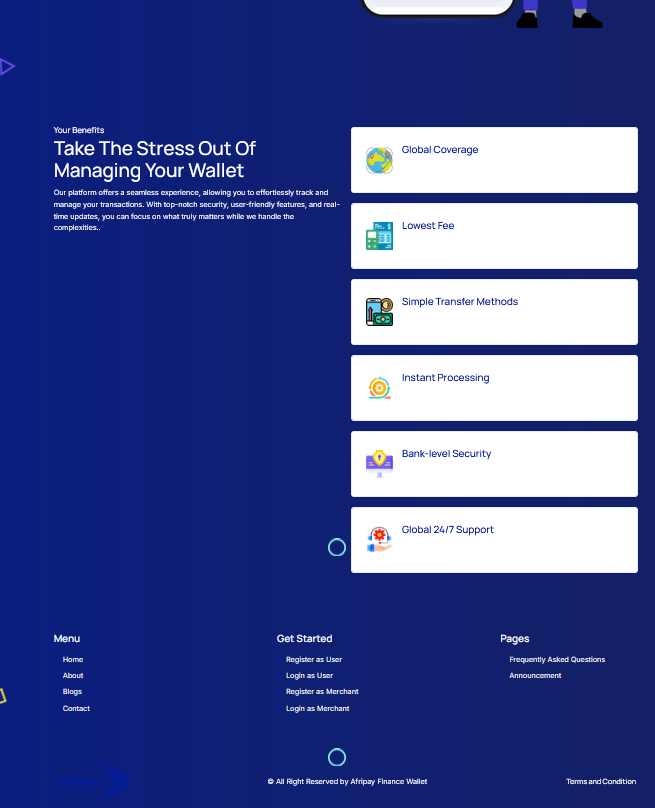 Your Benefits
Take The Stress Out Of
Managing Your Wallet
Our platform offers a seamless experience, allowing you to effortlessly track and
manage your transactions. With top-notch security, user-friendly features, and real-
time updates, you can focus on what truly matters while we handle the
complexities..
Global Coverage
Lowest Fee
Simple Transfer Methods
Instant Processing
Bank-level Security
Global 24/7 Support
Menu
Home
About
Blogs
Contact
Get Started
Register as User
Login as User
Register as Merchant
Login as Merchant
Pages
Frequently Asked Questions
Announcement
© All Right Reserved by Afripay Finance Wallet
Terms and Condition